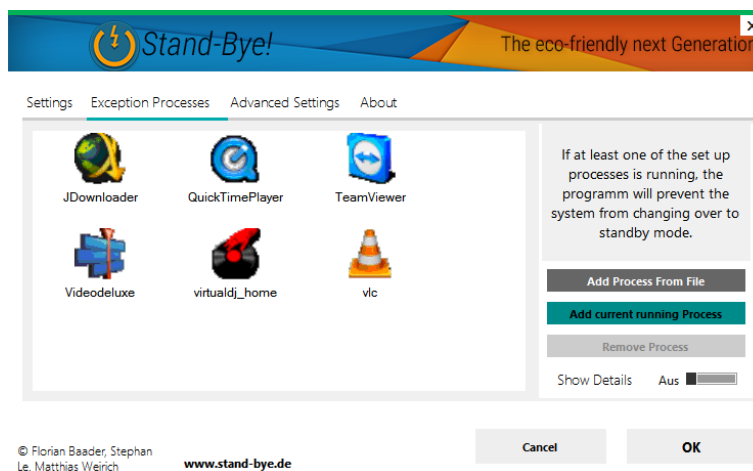 Stand-Bye!
The eco-friendly next Generation
Settings Exception Processes Advanced Settings About
JDownloader QuickTimePlayer TeamViewer
Videodeluxe virtualdj_home vlc
If at least one of the set up
processes is running, the
programm will prevent the
system from changing over to
standby mode.
Add Process From File
Add current running Process
Remove Process
Show Details Aus
© Florian Baader, Stephan
Le, Matthias Weirich
www.stand-bye.de
Cancel OK